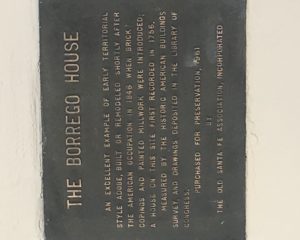 THE BORREGO HOUSE
AN EXCELLENT EXAMPLE OF EARLY TERRITORIAL
STYLE ADOBE, BUILT OR REMODELED SHORTLY AFTER
THE AMERICAN OCCUPATION IN 1846 WHEN BRICK
COPINGS AND PAINTED MILLWORK WERE INTRODUCED.
A HOUSE ON THIS SITE FIRST RECORDED IN 1756.
MEASURED BY THE HISTORIC AMERICAN BUILDINGS
SURVEY, AND DRAWINGS DEPOSITED IN THE LIBRARY OF
CONGRESS.
PURCHASED FOR PRESERVATION, 1961
BY
THE OLD SANTA FE ASSOCIATION, INCORPORATED